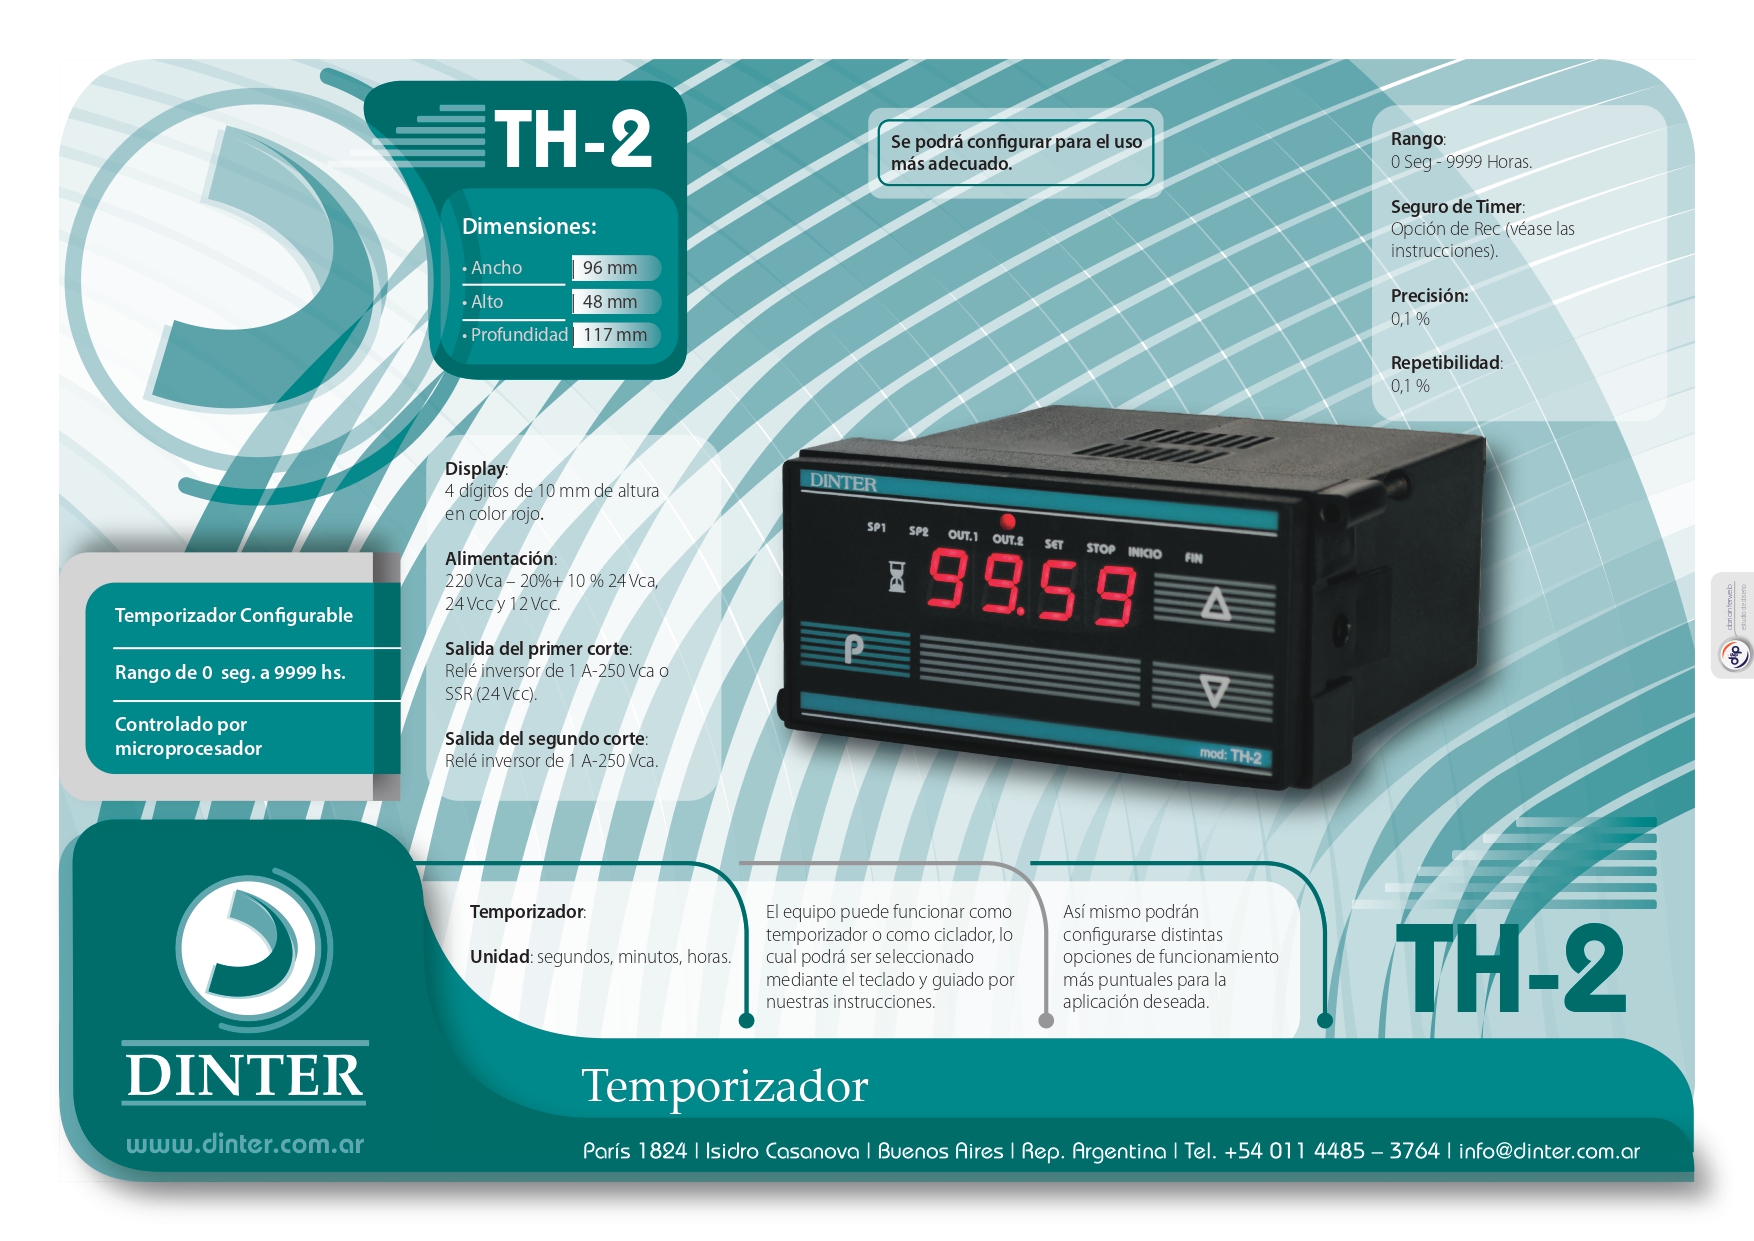 TH-2
Dimensiones:
• Ancho 96 mm
• Alto 48 mm
• Profundidad 117 mm
Se podrá configurar para el uso
más adecuado.
Rango:
0 Seg - 9999 Horas.
Seguro de Timer:
Opción de Rec (véase las
instrucciones).
Precisión:
0,1 %
Repetibilidad:
0,1 %
Display:
4 dígitos de 10 mm de altura
en color rojo.
Alimentación:
220 Vca – 20%+ 10 % 24 Vca,
24 Vcc y 12 Vcc.
Salida del primer corte:
Relé inversor de 1 A-250 Vca o
SSR (24 Vcc).
Salida del segundo corte:
Relé inversor de 1 A-250 Vca.
Temporizador Configurable
Rango de 0 seg. a 9999 hs.
Controlado por
microprocesador
DINTER
SP1 SP2 OUT.1 OUT.2 SET STOP INICIO FIN
99.59
P
mod: TH-2
Temporizador:
Unidad: segundos, minutos, horas.
El equipo puede funcionar como
temporizador o como ciclador, lo
cual podrá ser seleccionado
mediante el teclado y guiado por
nuestras instrucciones.
Así mismo podrán
configurarse distintas
opciones de funcionamiento
más puntuales para la
aplicación deseada.
TH-2
DINTER
www.dinter.com.ar
Temporizador
París 1824 | Isidro Casanova | Buenos Aires | Rep. Argentina | Tel. +54 011 4485 – 3764 | info@dinter.com.ar